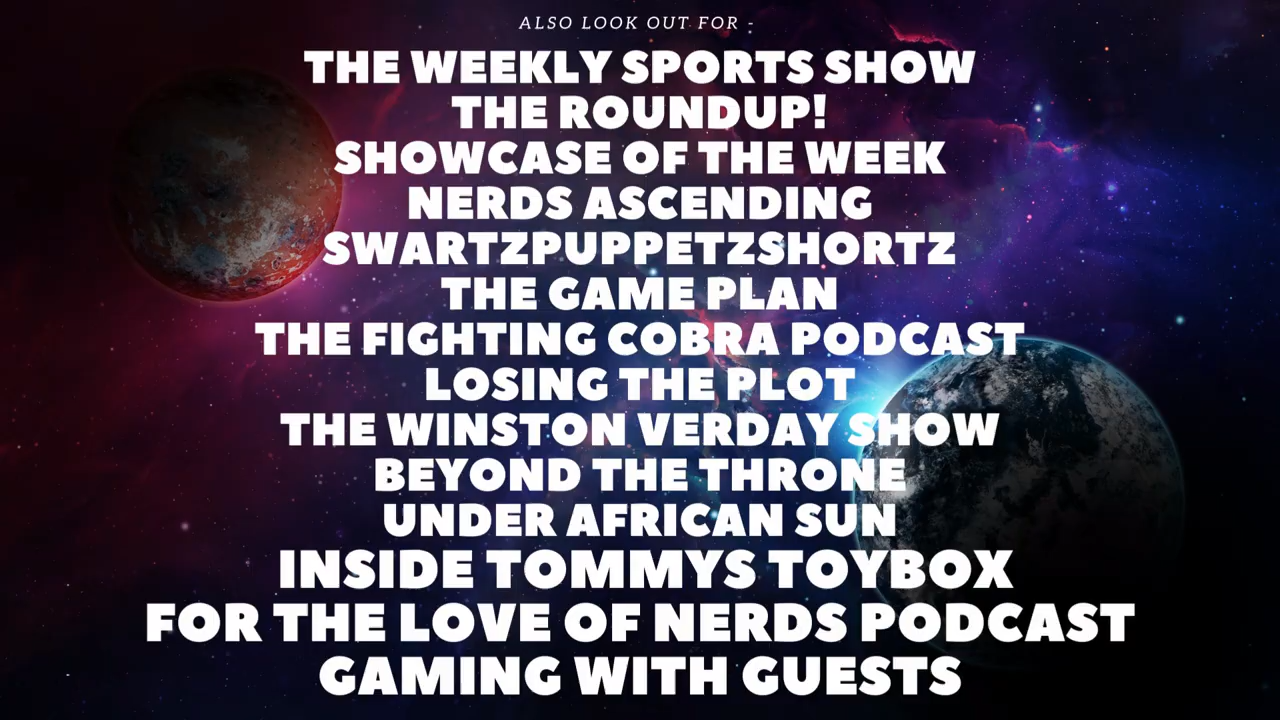 ALSO LOOK OUT FOR -
THE WEEKLY SPORTS SHOW
THE ROUNDUP!
SHOWCASE OF THE WEEK
NERDS ASCENDING
SWARTZPUPPETZSHORTZ
THE GAME PLAN
THE FIGHTING COBRA PODCAST
LOSING THE PLOT
THE WINSTON VERDAY SHOW
BEYOND THE THRONE
UNDER AFRICAN SUN
INSIDE TOMMYS TOYBOX
FOR THE LOVE OF NERDS PODCAST
GAMING WITH GUESTS